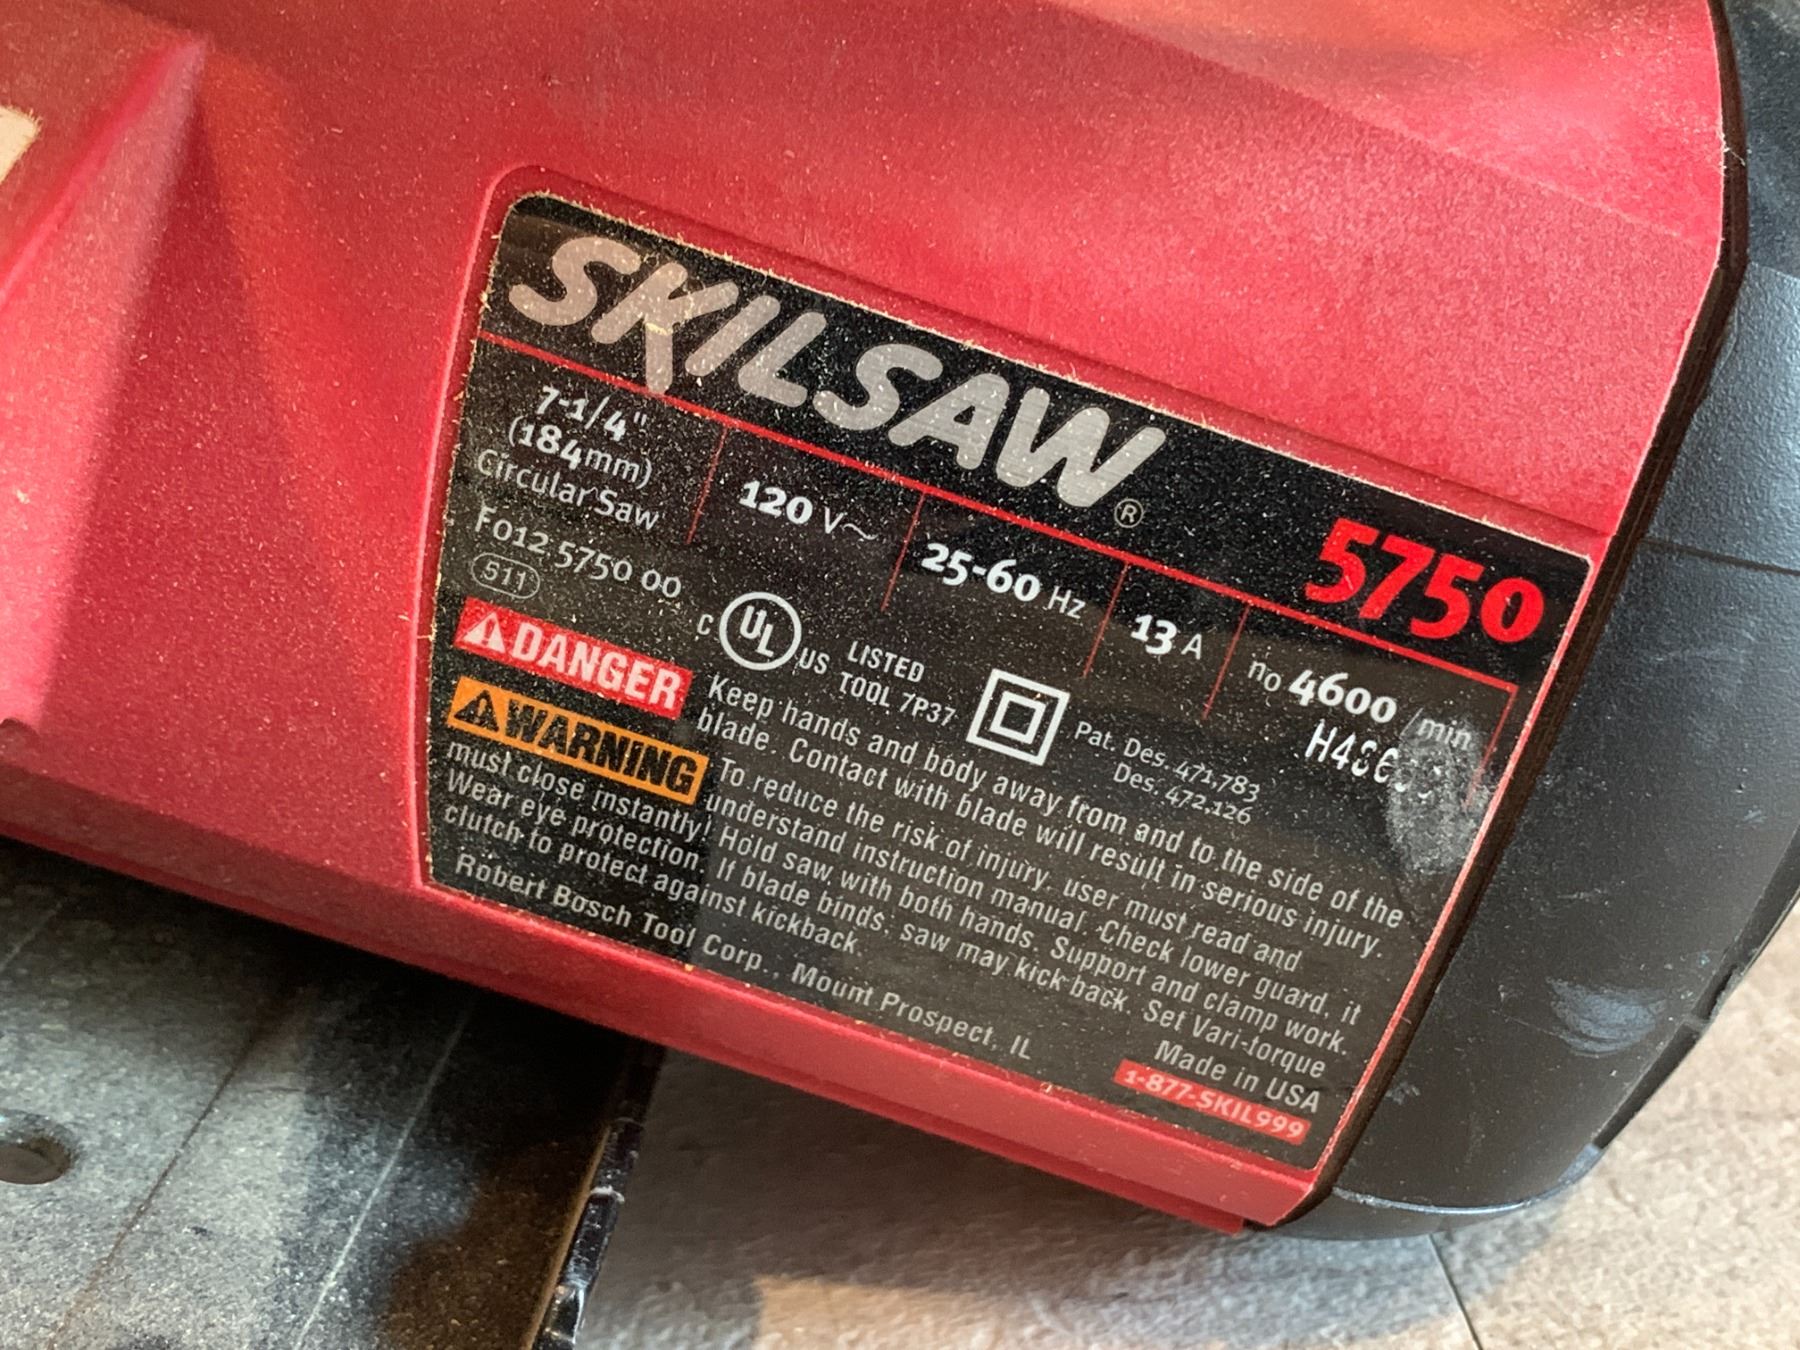 SKILSAW®
5750
7-1/4"
(184mm)
Circular Saw
120 V~
25-60 Hz
13 A
n0 4600 /min
F012 5750 00
511
C UL US
LISTED
TOOL 7P37
Pat. Des. 471,783
Des. 472,126
DANGER Keep hands and body away from and to the side of the
blade. Contact with blade will result in serious injury.
WARNING To reduce the risk of injury, user must read and
understand instruction manual. Check lower guard, it
must close instantly! Hold saw with both hands. Support and clamp work.
Wear eye protection. If blade binds, saw may kick back. Set Vari-torque
clutch to protect against kickback.
Made in USA
Robert Bosch Tool Corp., Mount Prospect, IL
1-877-SKIL999